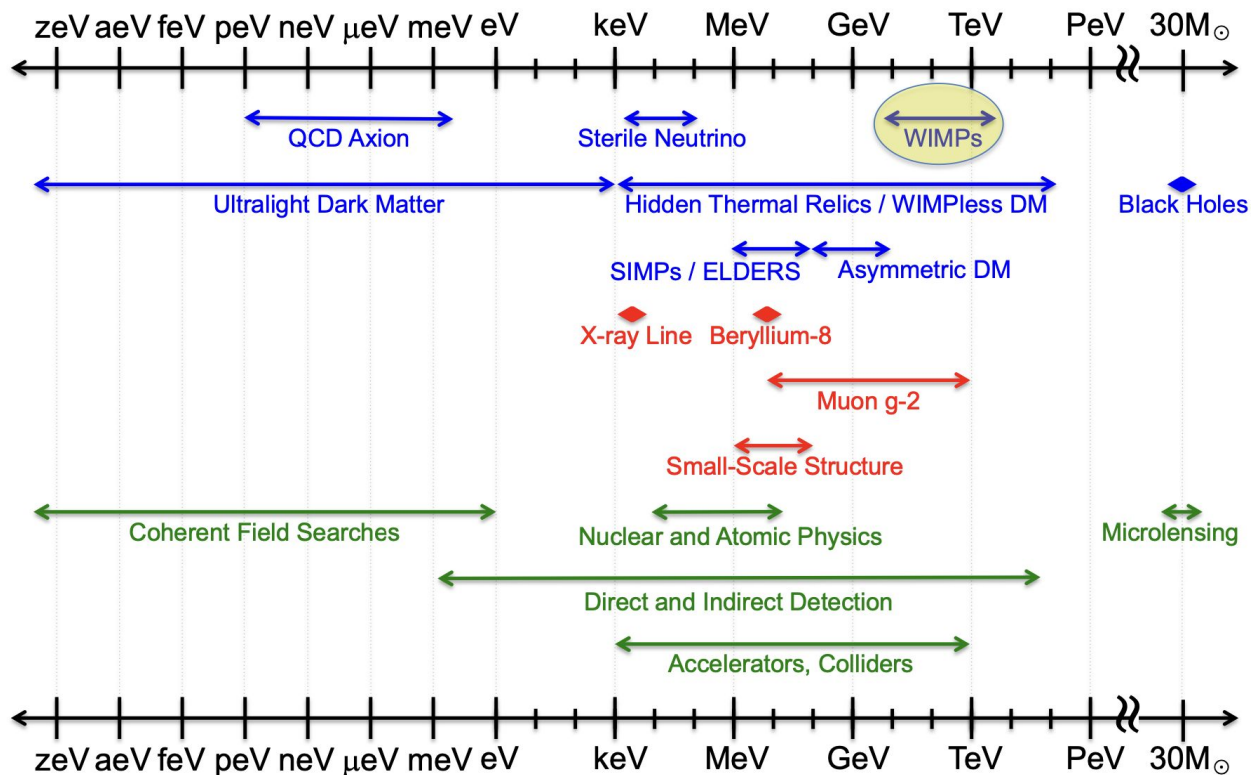 zeV aeV feV peV neV μeV meV eV keV MeV GeV TeV PeV 30M⊙
QCD Axion Sterile Neutrino WIMPs
Ultralight Dark Matter Hidden Thermal Relics / WIMPless DM Black Holes
SIMPs / ELDERS Asymmetric DM
X-ray Line Beryllium-8
Muon g-2
Small-Scale Structure
Coherent Field Searches Nuclear and Atomic Physics Microlensing
Direct and Indirect Detection
Accelerators, Colliders
zeV aeV feV peV neV μeV meV eV keV MeV GeV TeV PeV 30M⊙